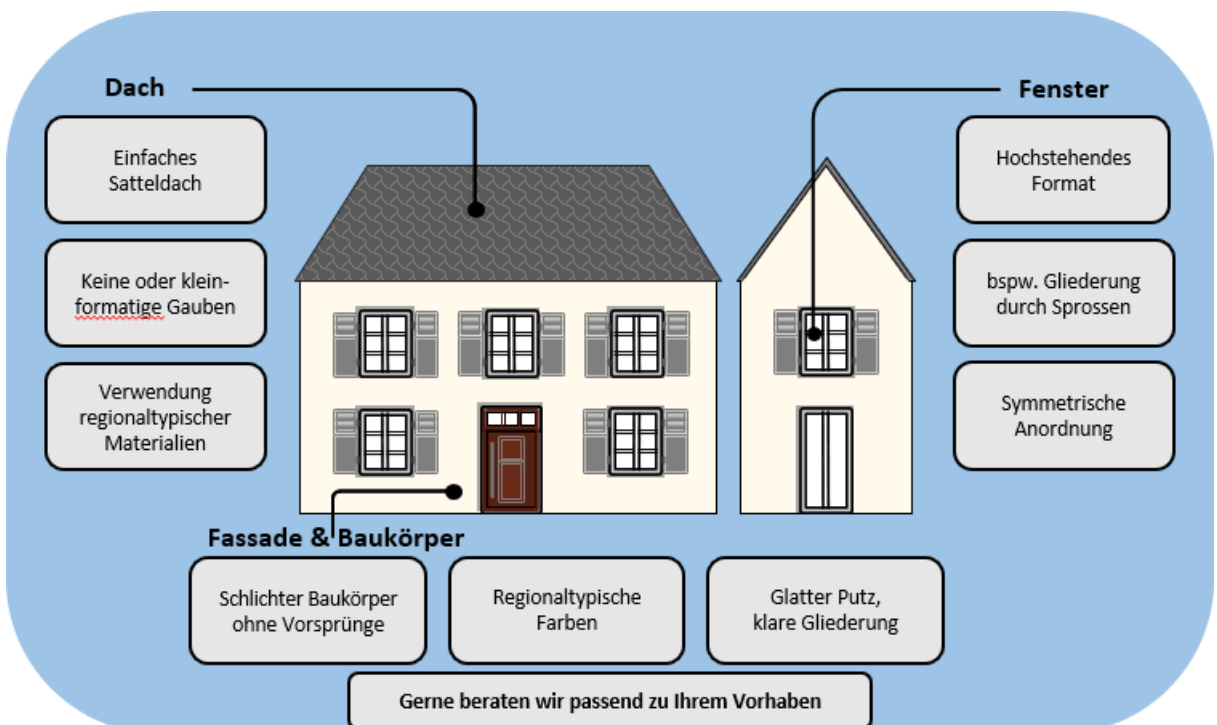 Dach
Einfaches
Satteldach
Keine oder klein-
formatige Gauben
Verwendung
regionaltypischer
Materialien
Fenster
Hochstehendes
Format
bspw. Gliederung
durch Sprossen
Symmetrische
Anordnung
Fassade & Baukörper
Schlichter Baukörper
ohne Vorsprünge
Regionaltypische
Farben
Glatter Putz,
klare Gliederung
Gerne beraten wir passend zu Ihrem Vorhaben